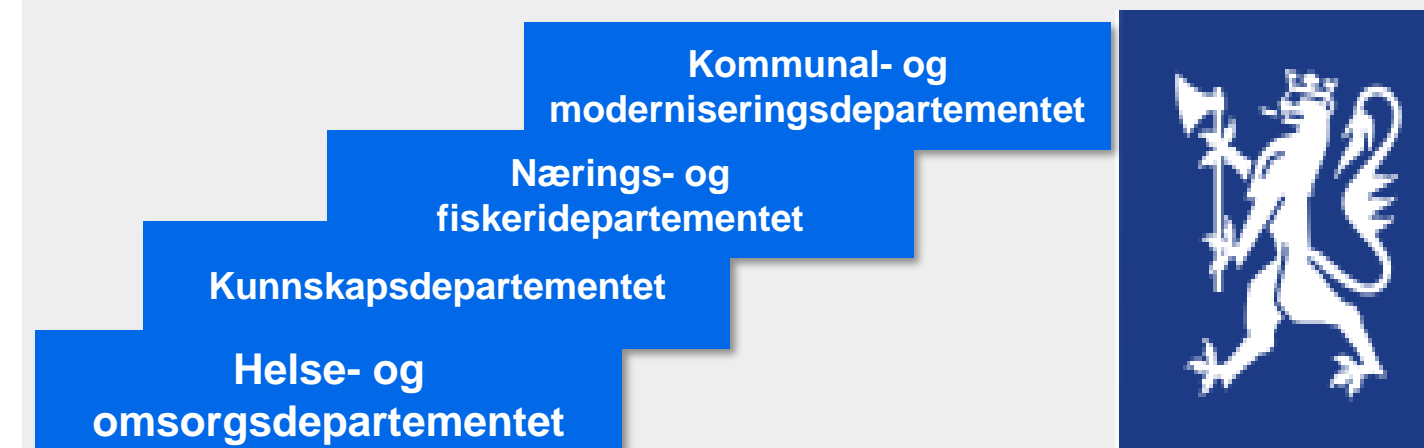 Kommunal- og
moderniseringsdepartementet
Nærings- og
fiskeridepartementet
Kunnskapsdepartementet
Helse- og
omsorgsdepartementet